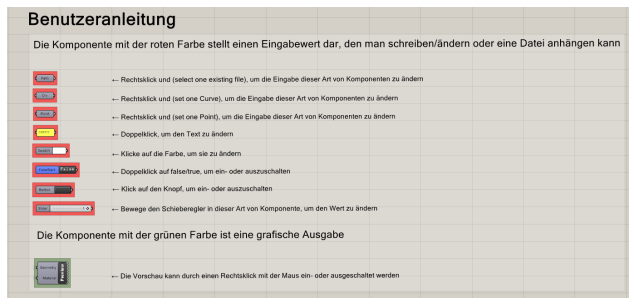 Benutzeranleitung
Die Komponente mit der roten Farbe stellt einen Eingabewert dar, den man schreiben/ändern oder eine Datei anhängen kann
Path
← Rechtsklick und (select one existing file), um die Eingabe dieser Art von Komponenten zu ändern
← Rechtsklick und (set one Curve), um die Eingabe dieser Art von Komponenten zu ändern
Point
← Rechtsklick und (set one Point), um die Eingabe dieser Art von Komponenten zu ändern
← Doppelklick, um den Text zu ändern
← Klicke auf die Farbe, um sie zu ändern
False
← Doppelklick auf false/true, um ein- oder auszuschalten
Button
← Klick auf den Knopf, um ein- oder auszuschalten
← Bewege den Schieberegler in dieser Art von Komponente, um den Wert zu ändern
Die Komponente mit der grünen Farbe ist eine grafische Ausgabe
Geometry
Material
Preview
← Die Vorschau kann durch einen Rechtsklick mit der Maus ein- oder ausgeschaltet werden